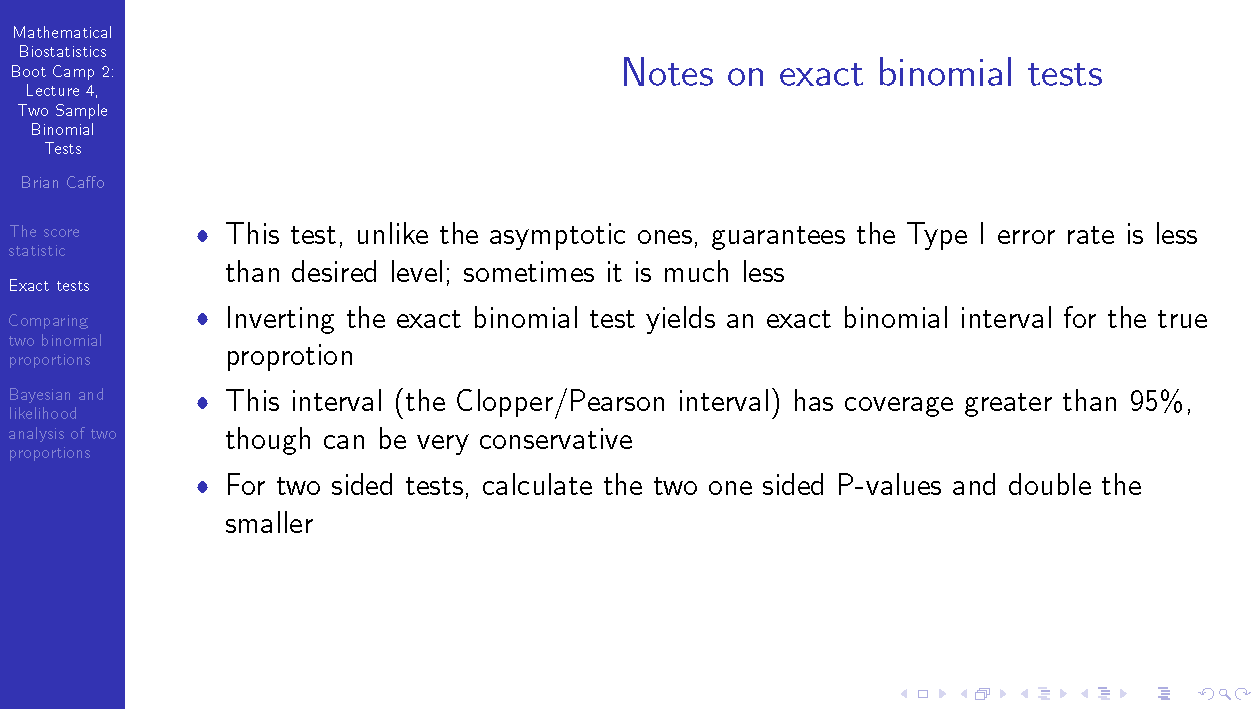 Mathematical
Biostatistics
Boot Camp 2:
Lecture 4,
Two Sample
Binomial
Tests
Brian Caffo
The score
statistic
Exact tests
Comparing
two binomial
proportions
Bayesian and
likelihood
analysis of two
proportions
Notes on exact binomial tests
• This test, unlike the asymptotic ones, guarantees the Type I error rate is less
than desired level; sometimes it is much less
• Inverting the exact binomial test yields an exact binomial interval for the true
proprotion
• This interval (the Clopper/Pearson interval) has coverage greater than 95%,
though can be very conservative
• For two sided tests, calculate the two one sided P-values and double the
smaller